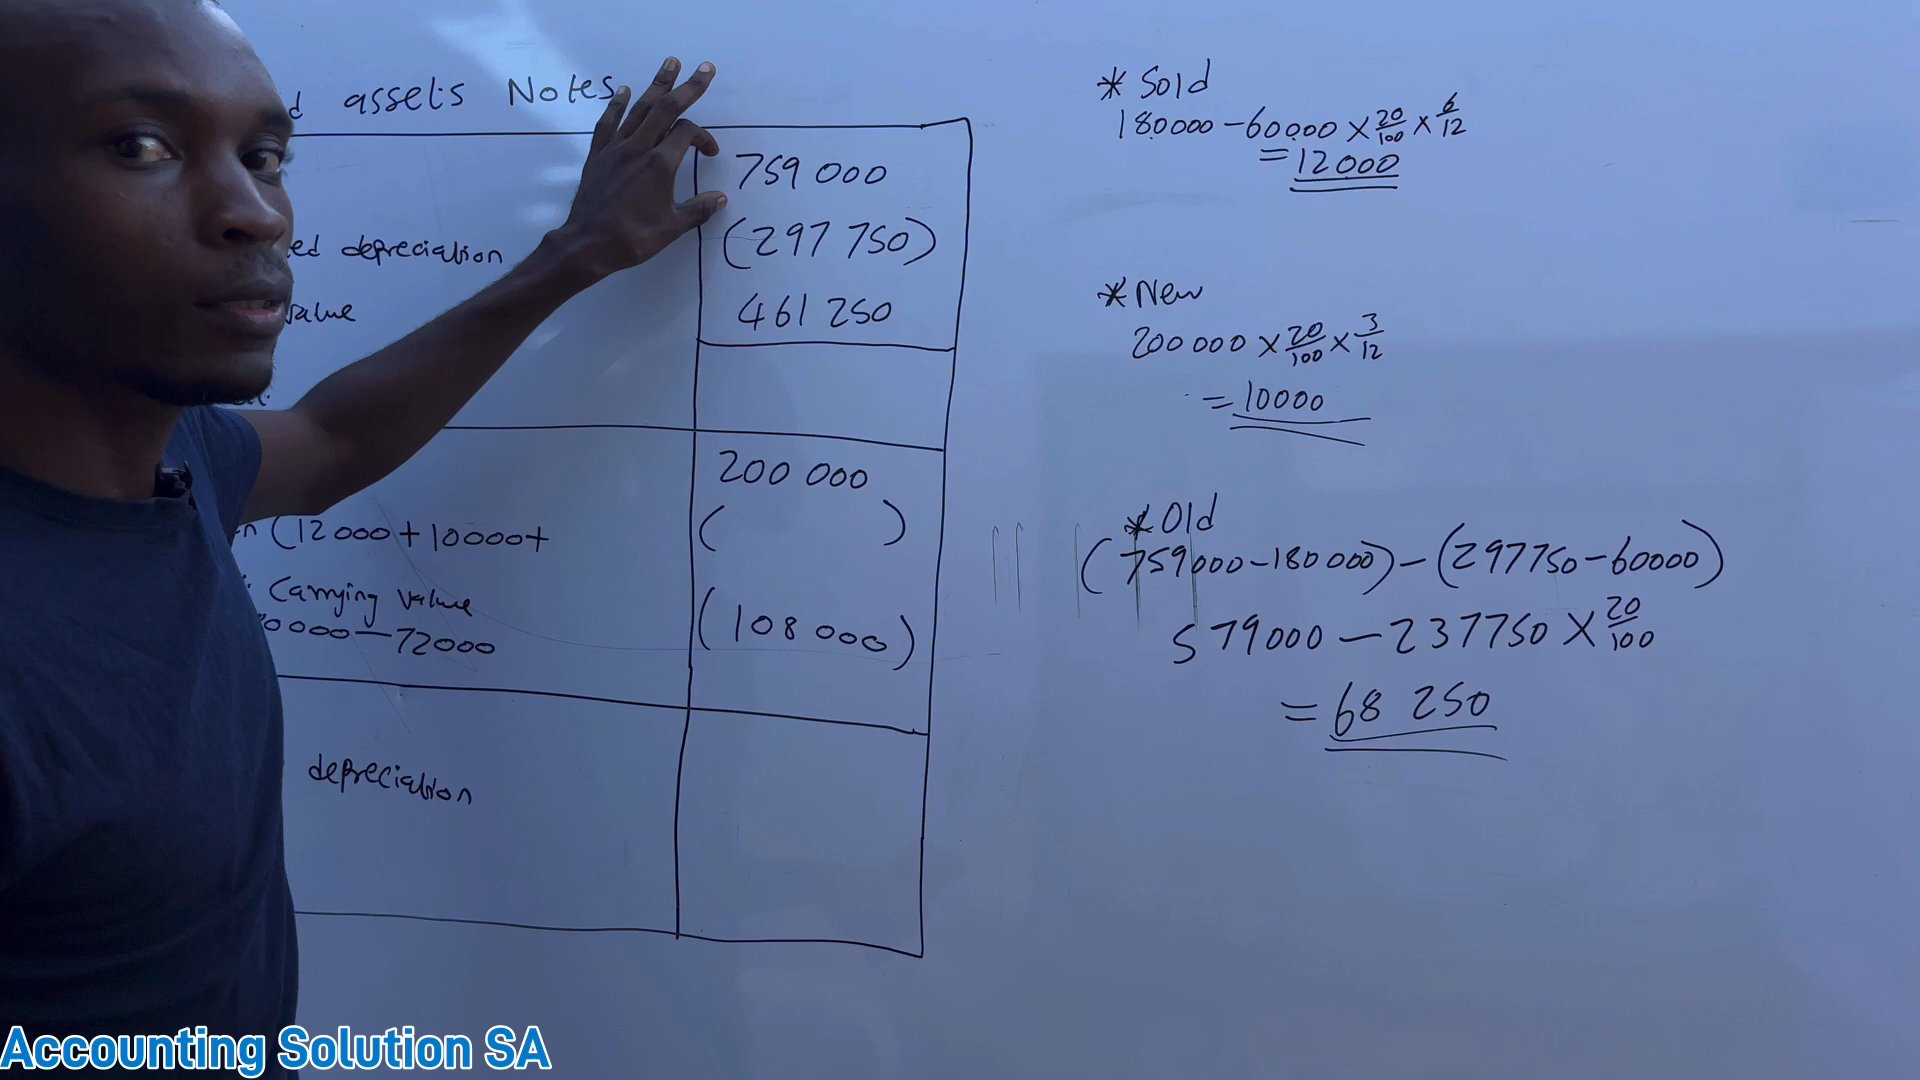 assets Notes
759 000
ed depreciation (297 750)
value 461 250
200 000
n (12000+10000+ ( )
: Carrying value
0000-72000 (108 000)
depreciation
* Sold
180000-60000 × 20/100 × 6/12
= 12000
* New
200 000 × 20/100 × 3/12
= 10000
* Old
(759000-180000)-(297750-60000)
579000-237750 × 20/100
= 68 250
Accounting Solution SA